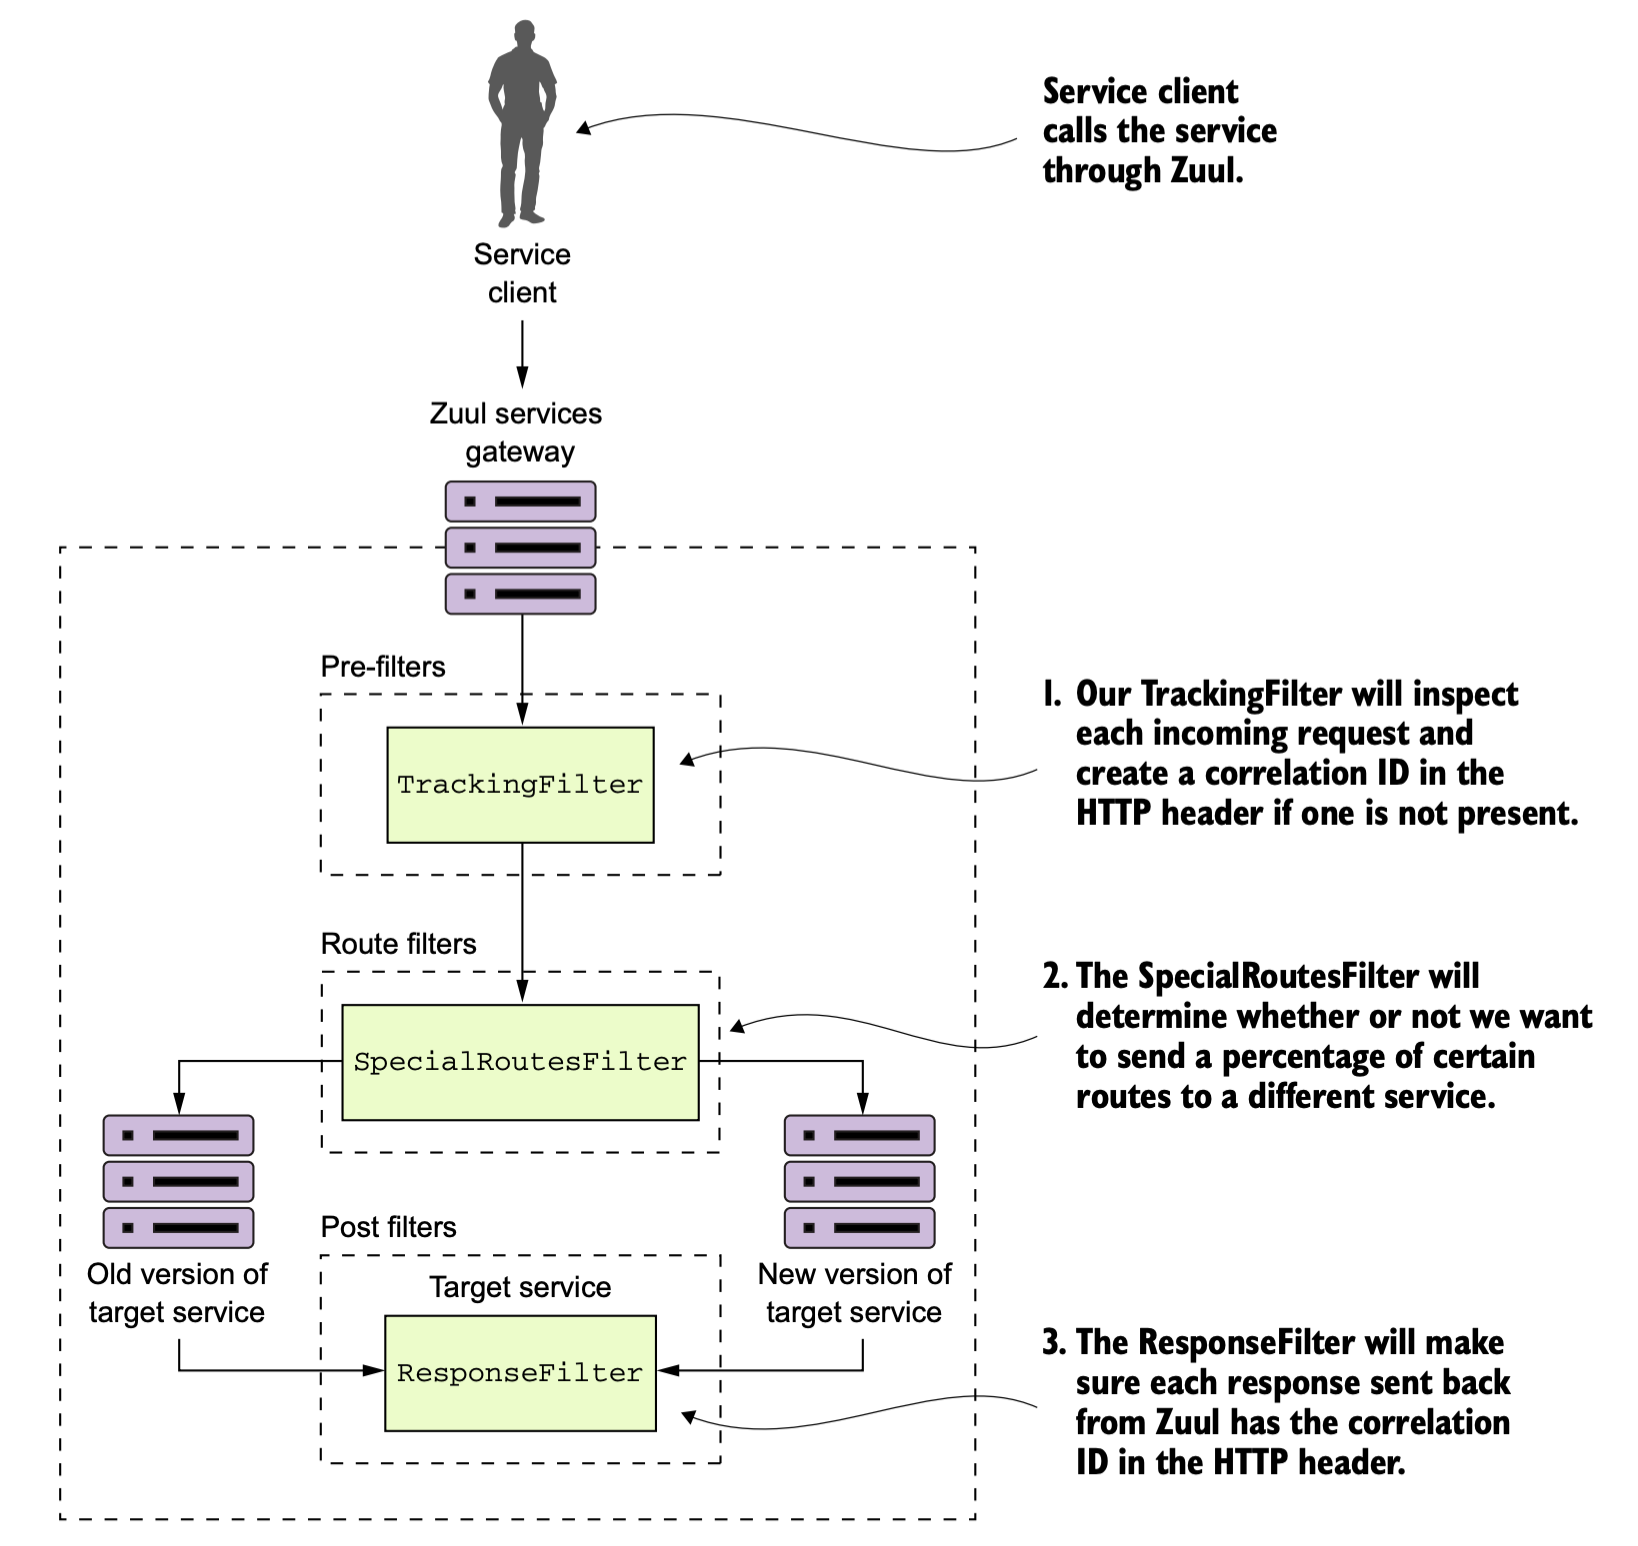 Service client
calls the service
through Zuul.
Service
client
Zuul services
gateway
Pre-filters
TrackingFilter
1. Our TrackingFilter will inspect
each incoming request and
create a correlation ID in the
HTTP header if one is not present.
Route filters
SpecialRoutesFilter
2. The SpecialRoutesFilter will
determine whether or not we want
to send a percentage of certain
routes to a different service.
Old version of
target service
New version of
target service
Post filters
Target service
ResponseFilter
3. The ResponseFilter will make
sure each response sent back
from Zuul has the correlation
ID in the HTTP header.